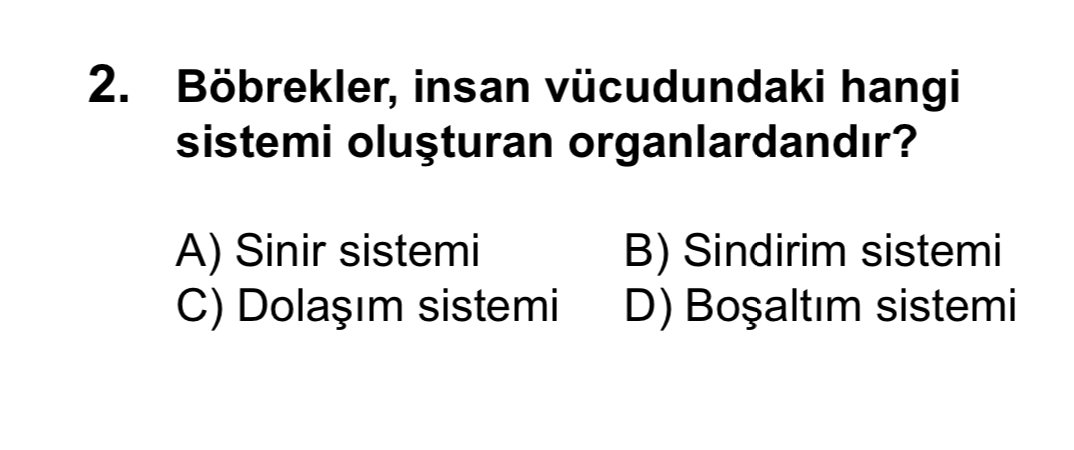 2. Böbrekler, insan vücudundaki hangi
sistemi oluşturan organlardandır?
A) Sinir sistemi B) Sindirim sistemi
C) Dolaşım sistemi D) Boşaltım sistemi